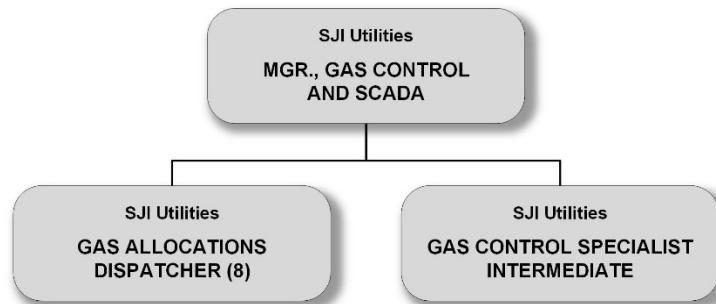 SJI Utilities
MGR., GAS CONTROL
AND SCADA
SJI Utilities
GAS ALLOCATIONS
DISPATCHER (8)
SJI Utilities
GAS CONTROL SPECIALIST
INTERMEDIATE